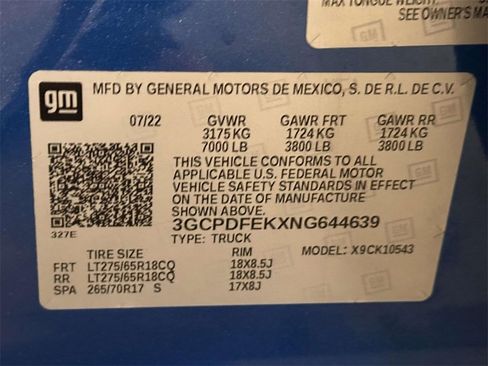 MAX TONGUE WEIGHT:
SEE OWNER'S MA
gm
MFD BY GENERAL MOTORS DE MEXICO, S. DE R.L. DE C.V.
07/22 GVWR GAWR FRT GAWR RR
3175 KG 1724 KG 1724 KG
7000 LB 3800 LB 3800 LB
THIS VEHICLE CONFORMS TO ALL
APPLICABLE U.S. FEDERAL MOTOR
VEHICLE SAFETY STANDARDS IN EFFECT
ON THE DATE OF MANUFACTURE
SHOWN ABOVE.
3GCPDFEKXNG644639
327E
TYPE: TRUCK MODEL: X9CK10543
TIRE SIZE RIM
FRT LT275/65R18CQ 18X8.5J
RR LT275/65R18CQ 18X8.5J
SPA 265/70R17 S 17X8J